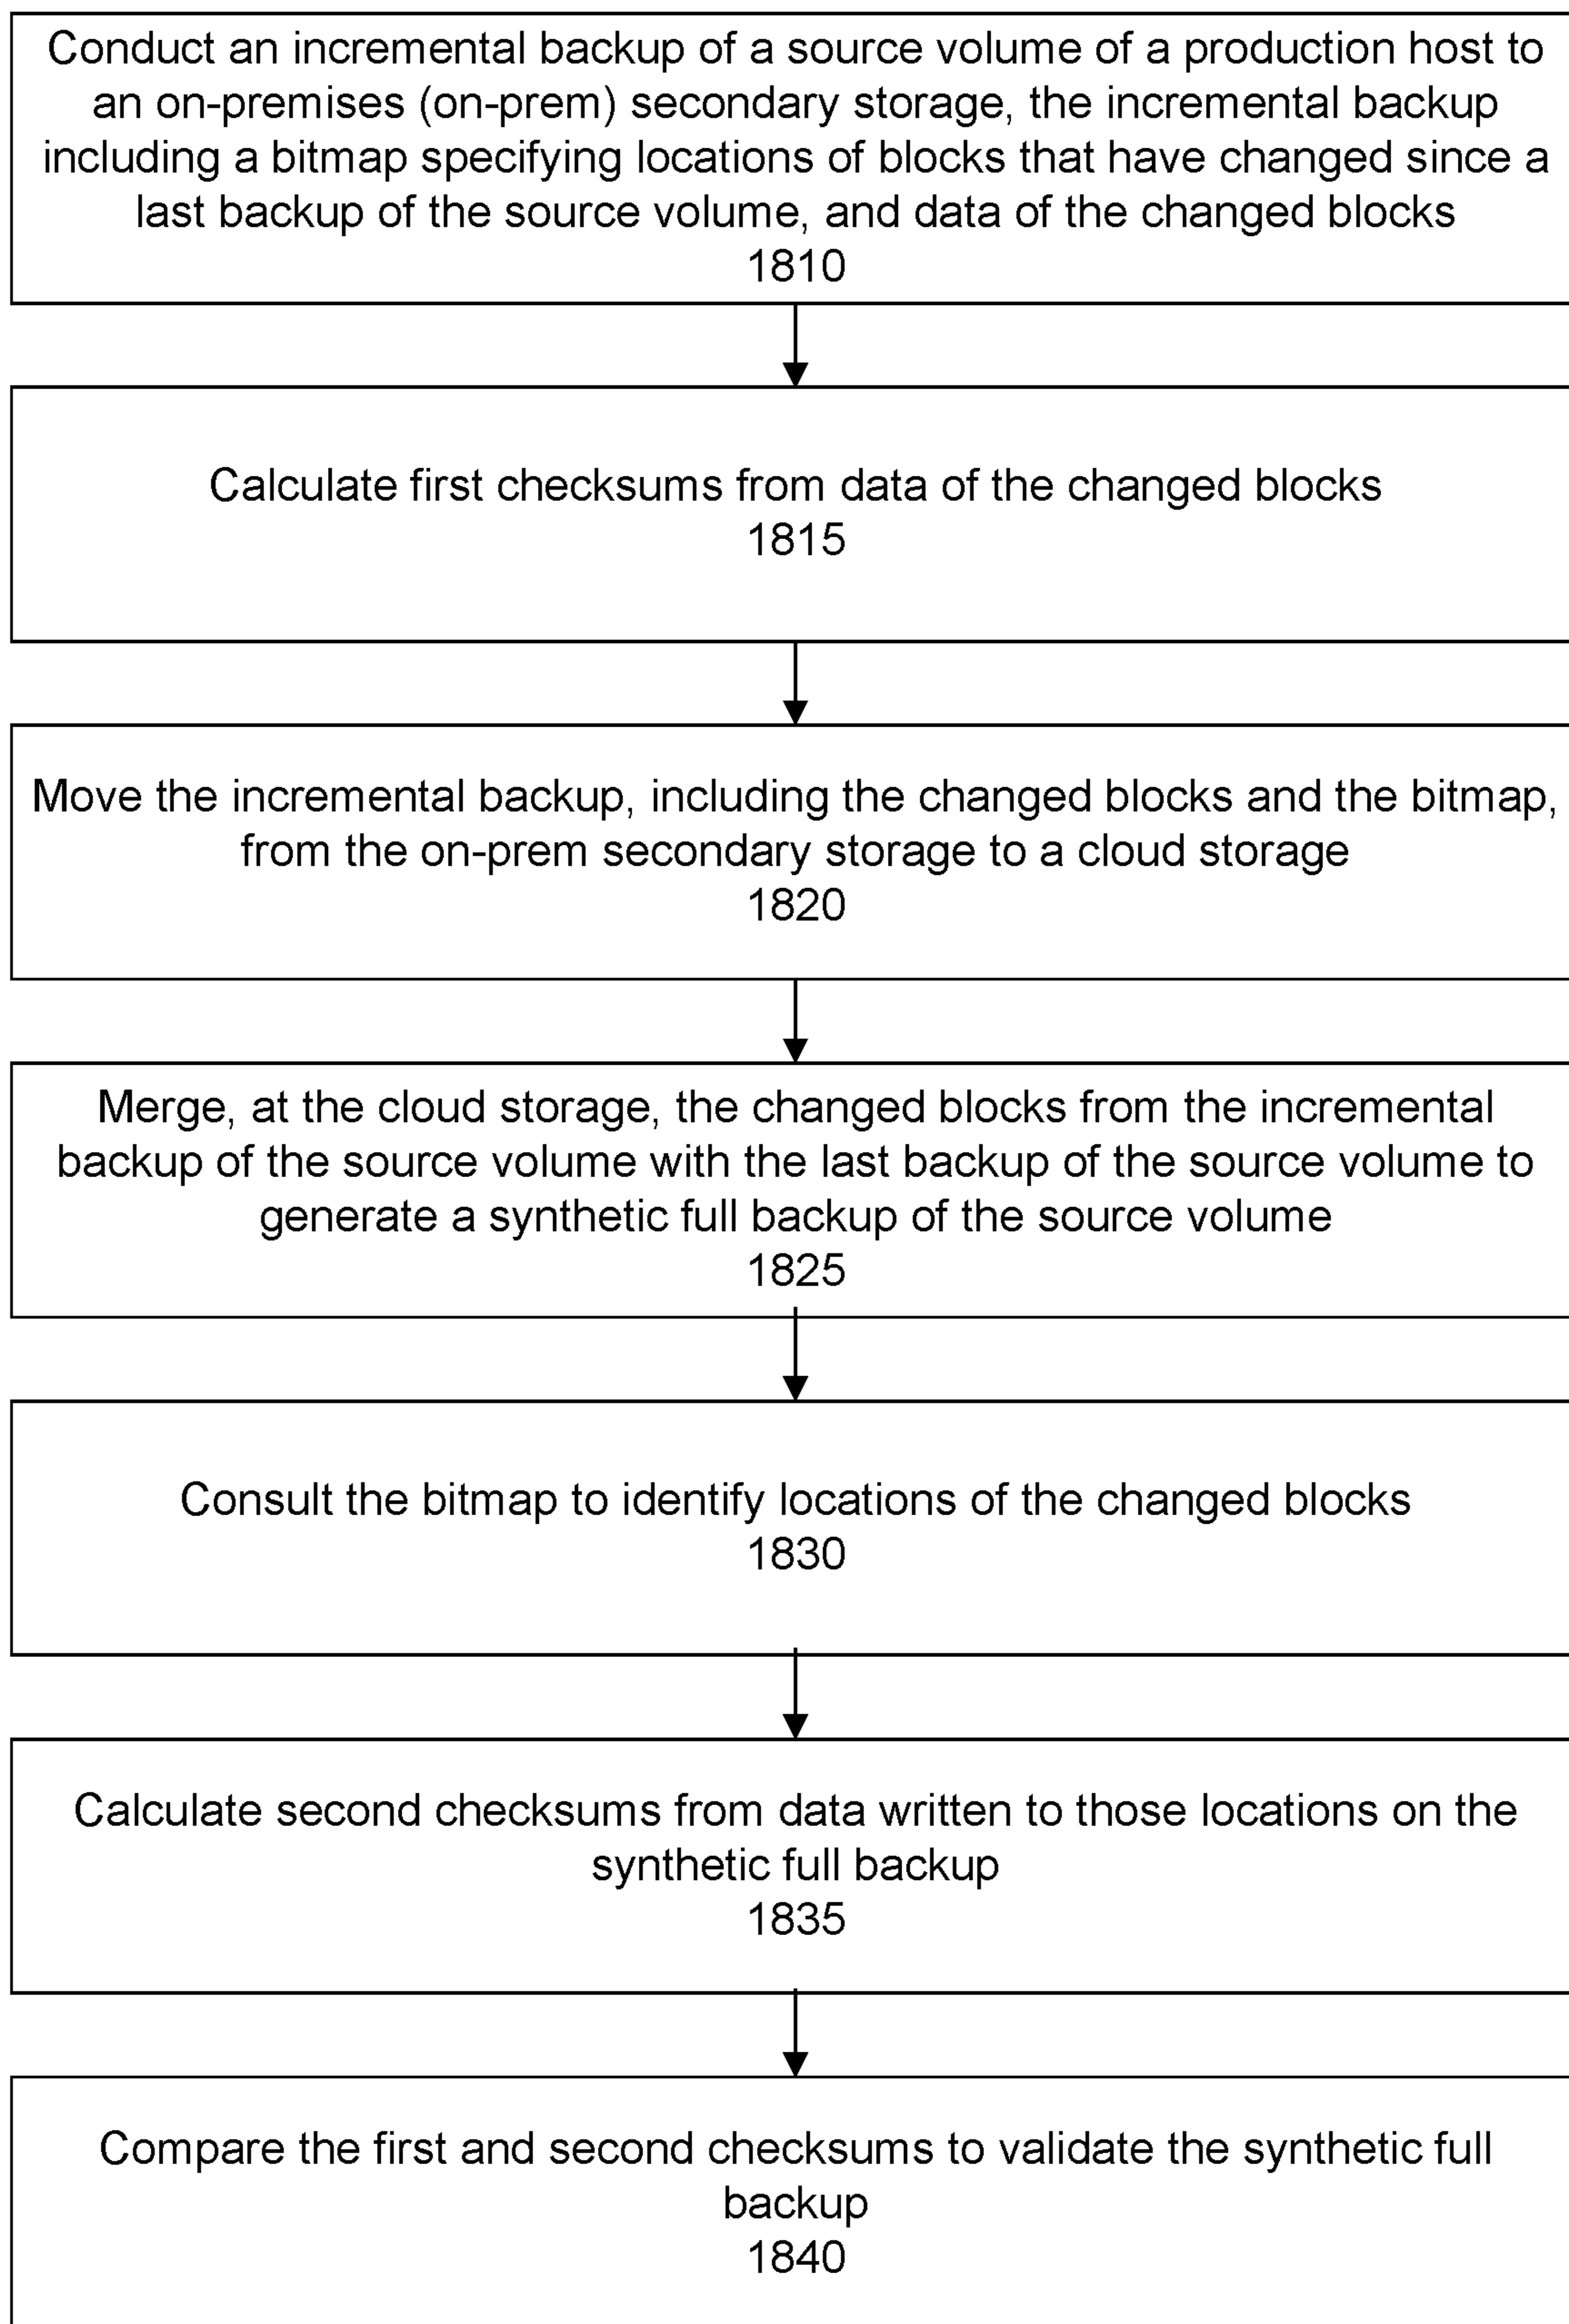 Conduct an incremental backup of a source volume of a production host to
an on-premises (on-prem) secondary storage, the incremental backup
including a bitmap specifying locations of blocks that have changed since a
last backup of the source volume, and data of the changed blocks
1810
Calculate first checksums from data of the changed blocks
1815
Move the incremental backup, including the changed blocks and the bitmap,
from the on-prem secondary storage to a cloud storage
1820
Merge, at the cloud storage, the changed blocks from the incremental
backup of the source volume with the last backup of the source volume to
generate a synthetic full backup of the source volume
1825
Consult the bitmap to identify locations of the changed blocks
1830
Calculate second checksums from data written to those locations on the
synthetic full backup
1835
Compare the first and second checksums to validate the synthetic full
backup
1840